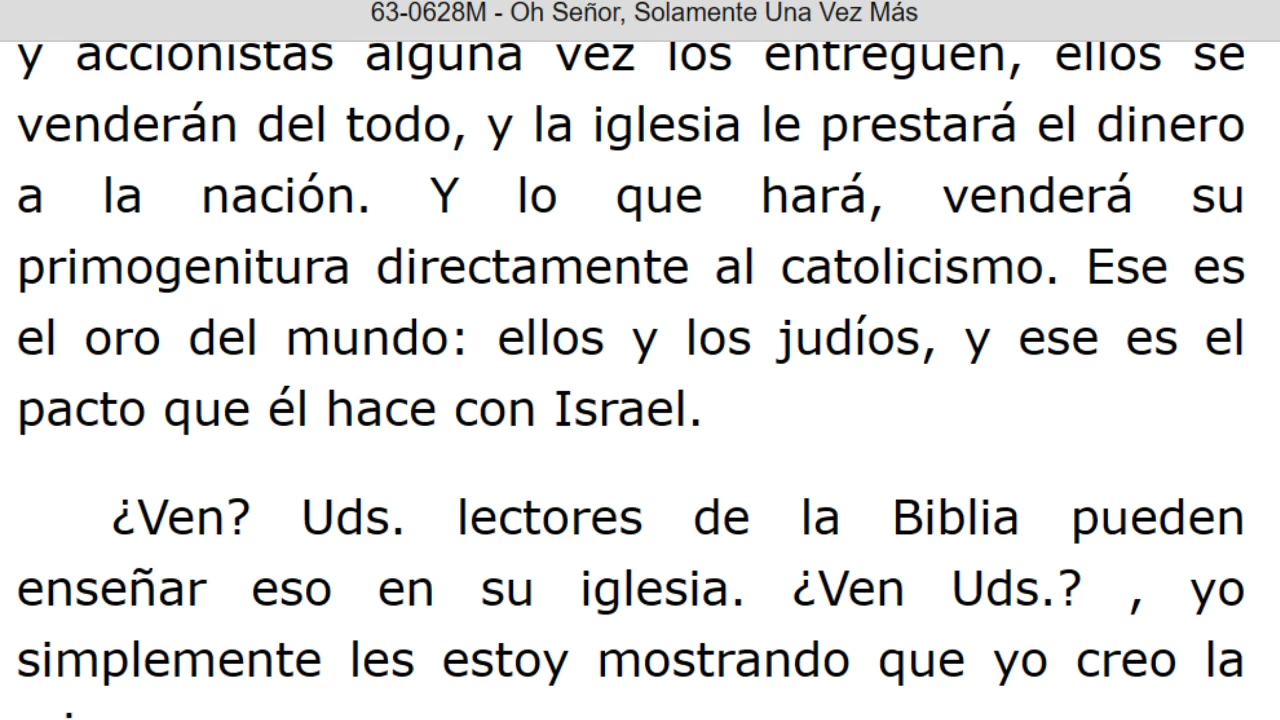 63-0628M - Oh Señor, Solamente Una Vez Más
y accionistas alguna vez los entreguen, ellos se
venderán del todo, y la iglesia le prestará el dinero
a la nación. Y lo que hará, venderá su
primogenitura directamente al catolicismo. Ese es
el oro del mundo: ellos y los judíos, y ese es el
pacto que él hace con Israel.
¿Ven? Uds. lectores de la Biblia pueden
enseñar eso en su iglesia. ¿Ven Uds.? , yo
simplemente les estoy mostrando que yo creo la